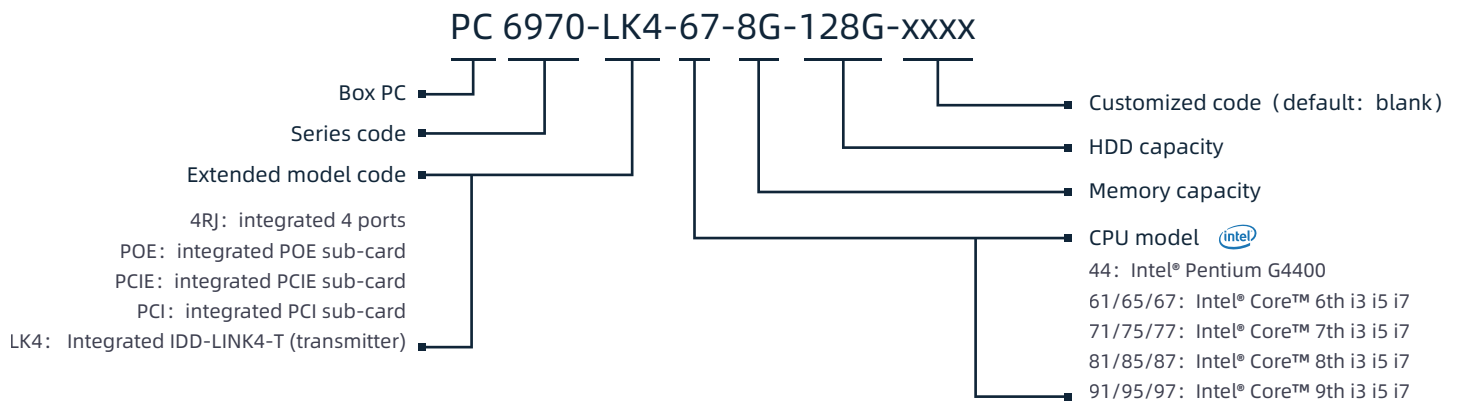 PC 6970-LK4-67-8G-128G-xxxx
Box PC
Series code
Extended model code
4RJ： integrated 4 ports
POE： integrated POE sub-card
PCIE： integrated PCIE sub-card
PCI： integrated PCI sub-card
LK4： Integrated IDD-LINK4-T (transmitter)
Customized code（default： blank）
HDD capacity
Memory capacity
CPU model intel
44： Intel® Pentium G4400
61/65/67： Intel® Core™ 6th i3 i5 i7
71/75/77： Intel® Core™ 7th i3 i5 i7
81/85/87： Intel® Core™ 8th i3 i5 i7
91/95/97： Intel® Core™ 9th i3 i5 i7